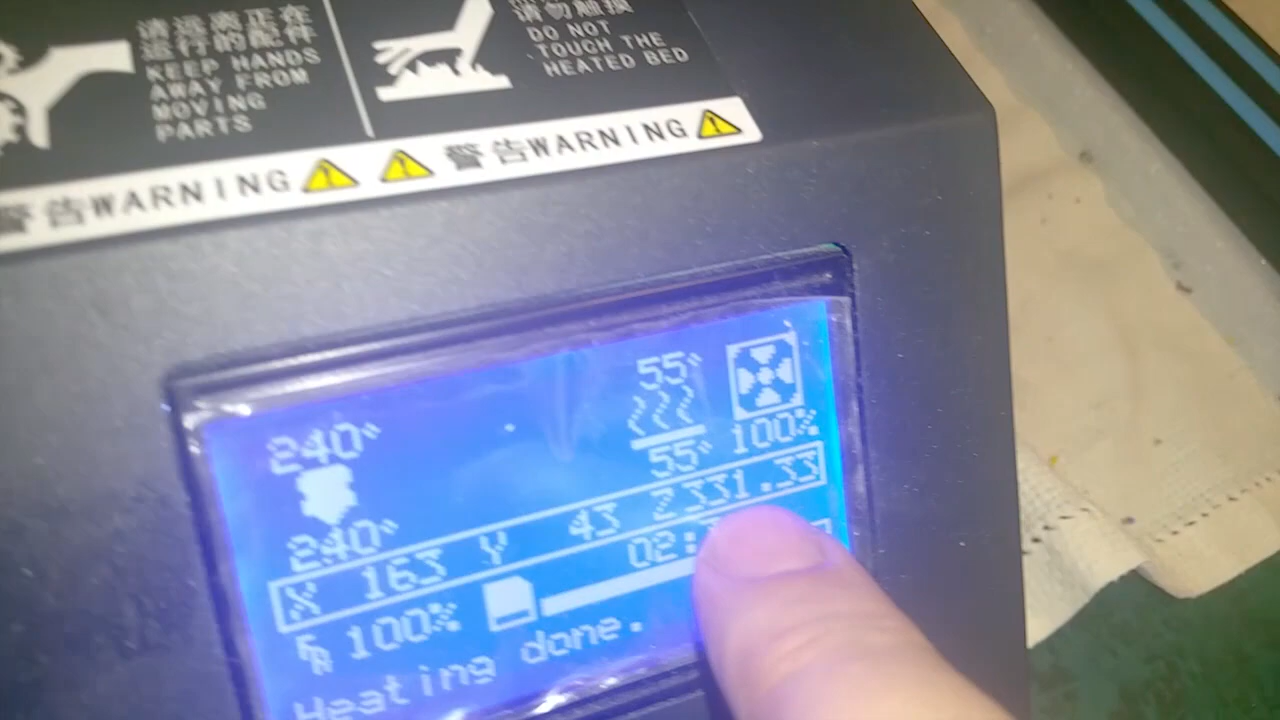 请远离正在
运行的配件
KEEP HANDS
AWAY FROM
MOVING
PARTS
请勿触摸
DO NOT
TOUCH THE
HEATED BED
警告WARNING
警告WARNING
240°
55°
240°
55°
100%
X 163 Y 43 Z331.33
FR 100%
02:
Heating done.